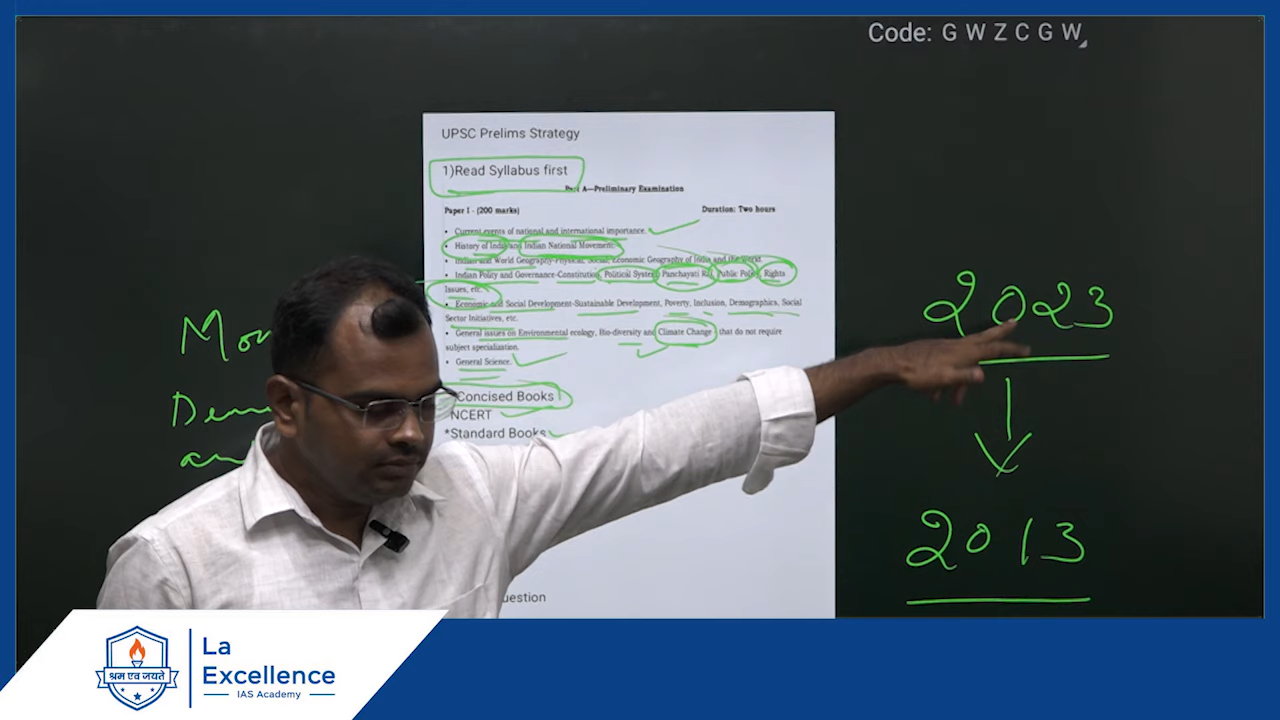 Code: G W Z C G W
UPSC Prelims Strategy
1)Read Syllabus first
A—Preliminary Examination
Paper I - (200 marks) Duration: Two hours
• Current events of national and international importance.
• History of India and Indian National Movement.
• Indian and World Geography-Physical, Social, Economic Geography of India and the World
• Indian Polity and Governance-Constitution, Political System, Panchayati Raj, Public Policy, Rights
Issues, etc.
• Economic and Social Development-Sustainable Development, Poverty, Inclusion, Demographics, Social
Sector Initiatives, etc.
• General issues on Environmental ecology, Bio-diversity and Climate Change that do not require
subject specialization.
• General Science.
Concised Books
NCERT
*Standard Books
2023
2013
श्रम एव जयते
La
Excellence
IAS Academy